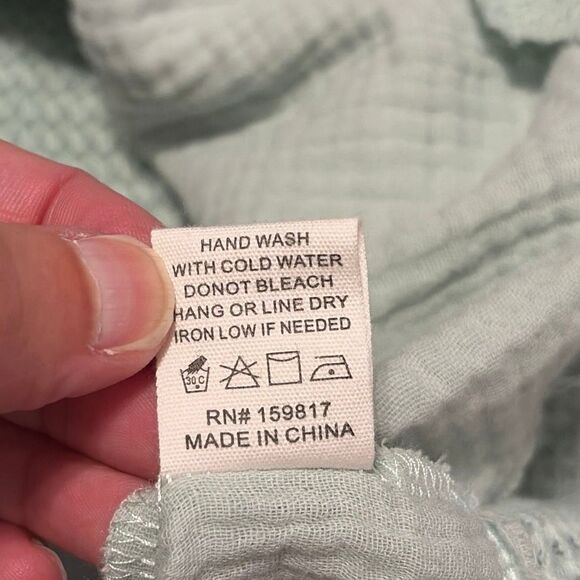 HAND WASH
WITH COLD WATER
DONOT BLEACH
HANG OR LINE DRY
IRON LOW IF NEEDED
30 C
RN# 159817
MADE IN CHINA